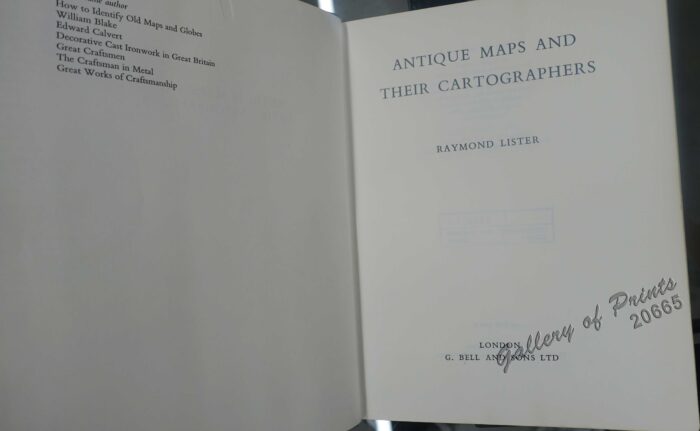 author
How to Identify Old Maps and Globes
William Blake
Edward Calvert
Decorative Cast Ironwork in Great Britain
Great Craftsmen
The Craftsman in Metal
Great Works of Craftsmanship
ANTIQUE MAPS AND
THEIR CARTOGRAPHERS
RAYMOND LISTER
Gallery of Prints
20665
LONDON
G. BELL AND SONS LTD